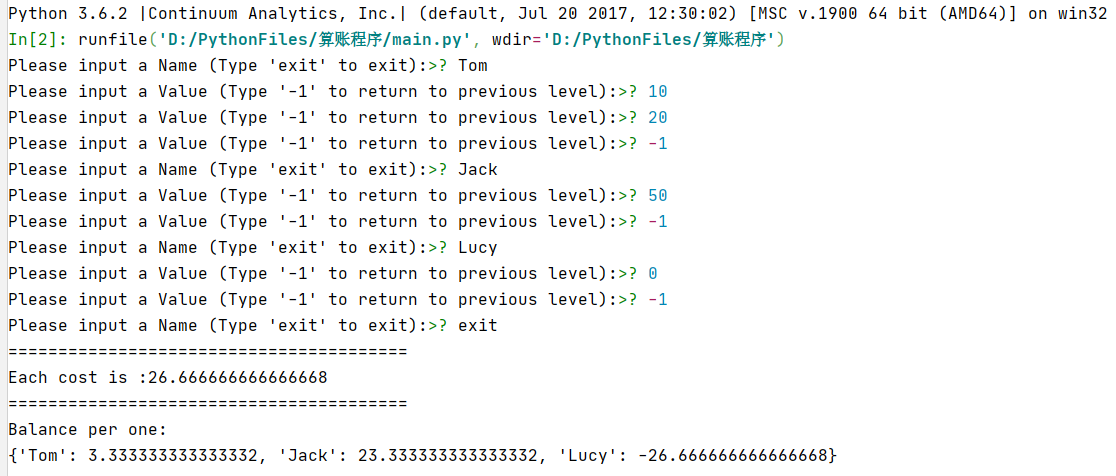 Python 3.6.2 |Continuum Analytics, Inc.| (default, Jul 20 2017, 12:30:02) [MSC v.1900 64 bit (AMD64)] on win32
In[2]: runfile('D:/PythonFiles/算账程序/main.py', wdir='D:/PythonFiles/算账程序')
Please input a Name (Type 'exit' to exit):>? Tom
Please input a Value (Type '-1' to return to previous level):>? 10
Please input a Value (Type '-1' to return to previous level):>? 20
Please input a Value (Type '-1' to return to previous level):>? -1
Please input a Name (Type 'exit' to exit):>? Jack
Please input a Value (Type '-1' to return to previous level):>? 50
Please input a Value (Type '-1' to return to previous level):>? -1
Please input a Name (Type 'exit' to exit):>? Lucy
Please input a Value (Type '-1' to return to previous level):>? 0
Please input a Value (Type '-1' to return to previous level):>? -1
Please input a Name (Type 'exit' to exit):>? exit
========================================
Each cost is :26.666666666666668
========================================
Balance per one:
{'Tom': 3.333333333333332, 'Jack': 23.333333333333332, 'Lucy': -26.666666666666668}